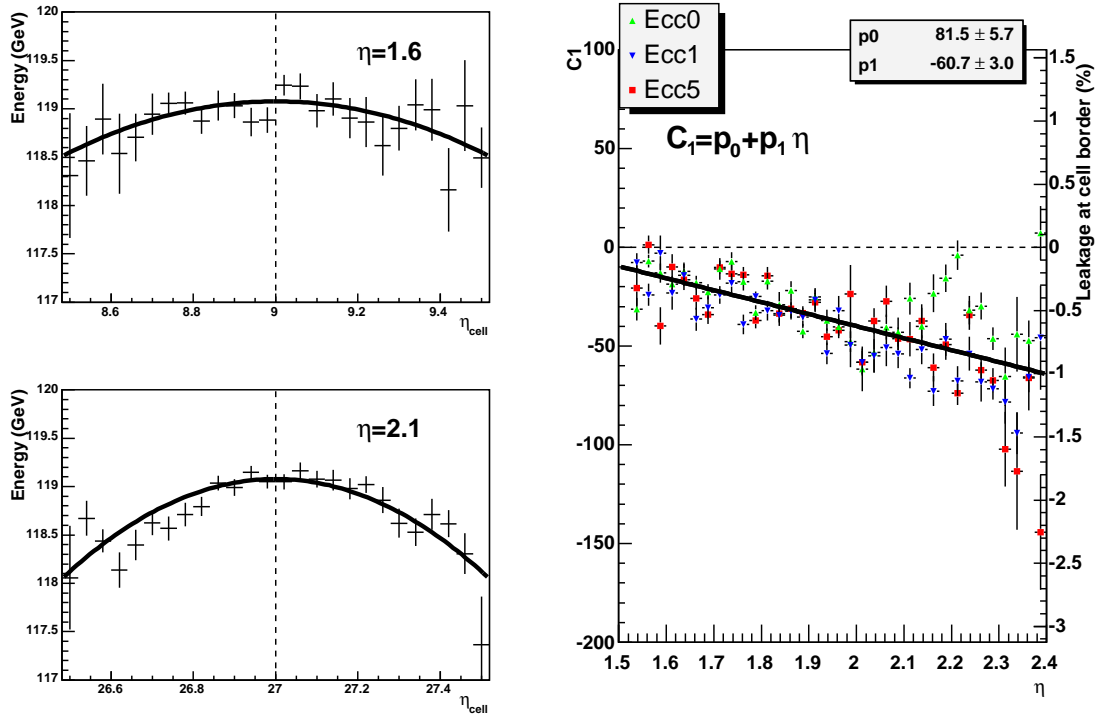 Energy (GeV)
120
119.5
119
118.5
118
117.5
117
η=1.6
8.6 8.8 9 9.2 9.4
η_cell
Energy (GeV)
120
119.5
119
118.5
118
117.5
117
η=2.1
26.6 26.8 27 27.2 27.4
η_cell
Ecc0
Ecc1
Ecc5
p0 81.5 ± 5.7
p1 -60.7 ± 3.0
C1
100
50
0
-50
-100
-150
-200
C₁=p₀+p₁ η
Leakage at cell border (%)
1.5
1
0.5
0
-0.5
-1
-1.5
-2
-2.5
-3
1.5 1.6 1.7 1.8 1.9 2 2.1 2.2 2.3 2.4
η